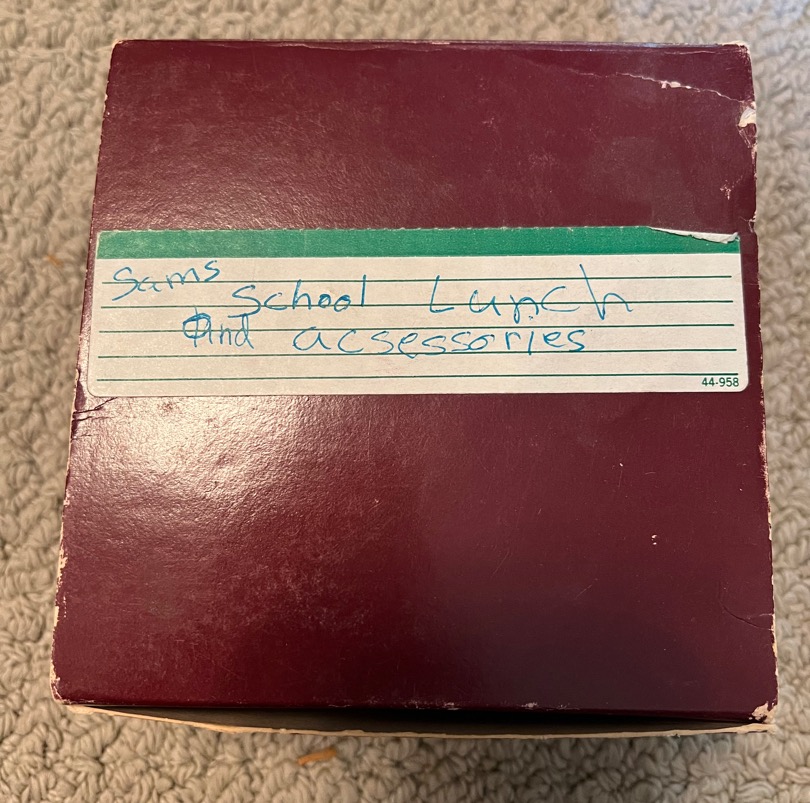 Sams
School Lunch
And acsessories
44-958